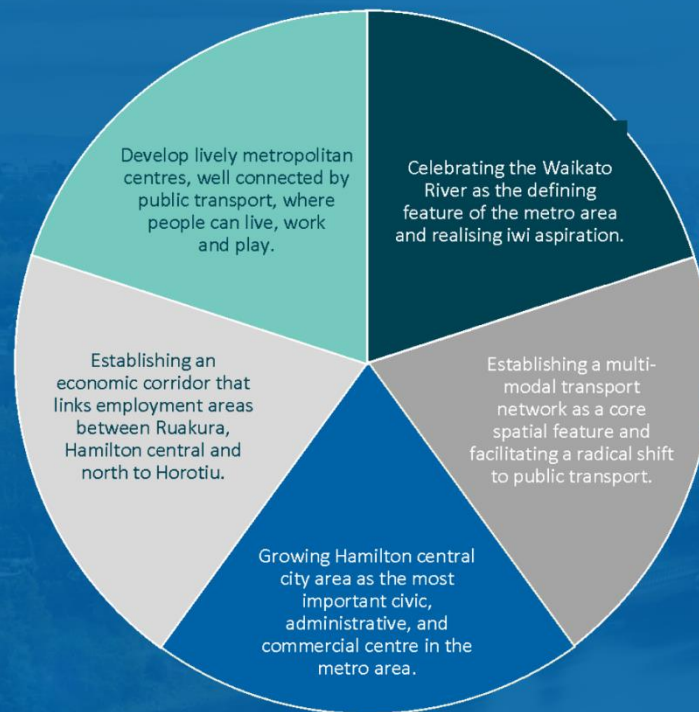 Develop lively metropolitan
centres, well connected by
public transport, where
people can live, work
and play.
Celebrating the Waikato
River as the defining
feature of the metro area
and realising iwi aspiration.
Establishing an
economic corridor that
links employment areas
between Ruakura,
Hamilton central and
north to Horotiu.
Establishing a multi-
modal transport
network as a core
spatial feature and
facilitating a radical shift
to public transport.
Growing Hamilton central
city area as the most
important civic,
administrative, and
commercial centre in the
metro area.